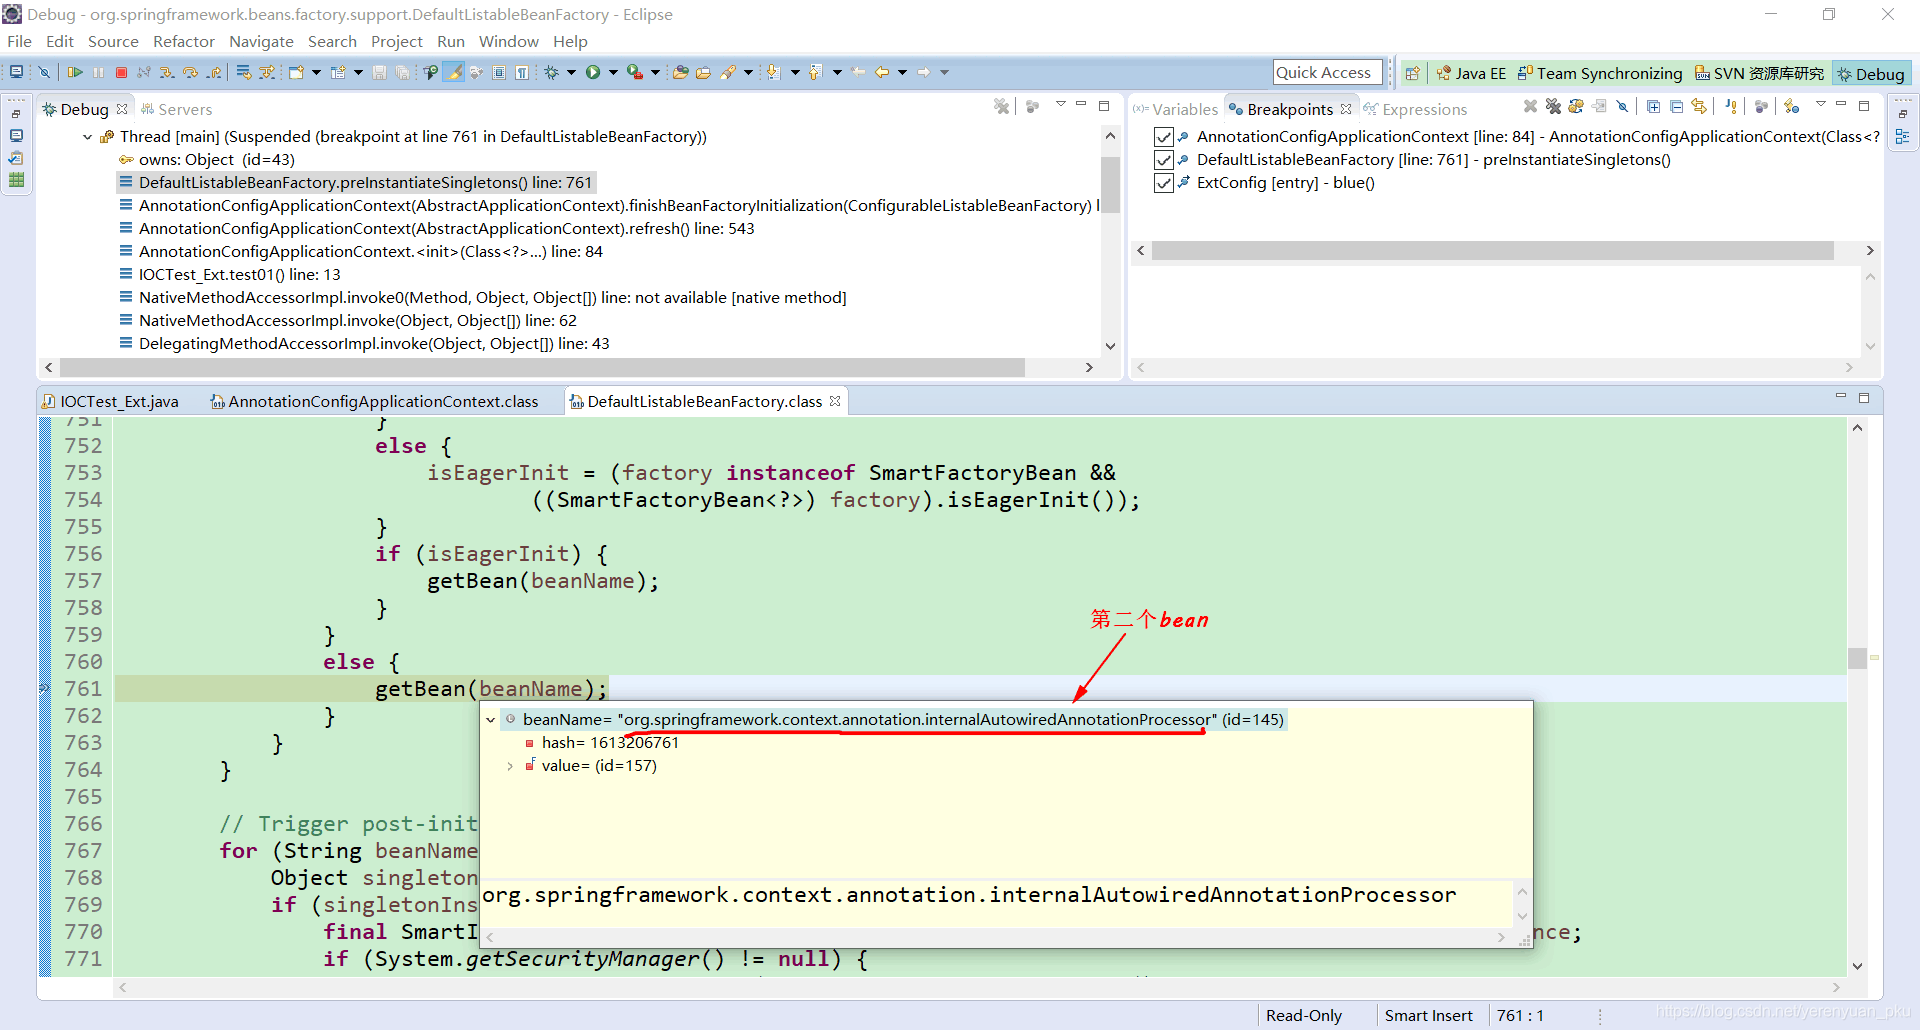 Debug - org.springframework.beans.factory.support.DefaultListableBeanFactory - Eclipse
File Edit Source Refactor Navigate Search Project Run Window Help
Quick Access
Java EE
Team Synchronizing
SVN 资源库研究
Debug
Debug
Servers
Thread [main] (Suspended (breakpoint at line 761 in DefaultListableBeanFactory))
owns: Object (id=43)
DefaultListableBeanFactory.preInstantiateSingletons() line: 761
AnnotationConfigApplicationContext(AbstractApplicationContext).finishBeanFactoryInitialization(ConfigurableListableBeanFactory) l
AnnotationConfigApplicationContext(AbstractApplicationContext).refresh() line: 543
AnnotationConfigApplicationContext.<init>(Class<?>...) line: 84
IOCTest_Ext.test01() line: 13
NativeMethodAccessorImpl.invoke0(Method, Object, Object[]) line: not available [native method]
NativeMethodAccessorImpl.invoke(Object, Object[]) line: 62
DelegatingMethodAccessorImpl.invoke(Object, Object[]) line: 43
(x)= Variables
Breakpoints
Expressions
AnnotationConfigApplicationContext [line: 84] - AnnotationConfigApplicationContext(Class<?
DefaultListableBeanFactory [line: 761] - preInstantiateSingletons()
ExtConfig [entry] - blue()
IOCTest_Ext.java
AnnotationConfigApplicationContext.class
DefaultListableBeanFactory.class
751 }
752 else {
753 isEagerInit = (factory instanceof SmartFactoryBean &&
754 ((SmartFactoryBean<?>) factory).isEagerInit());
755 }
756 if (isEagerInit) {
757 getBean(beanName);
758 }
759 }
760 else {
761 getBean(beanName);
762 }
763 }
764 }
765
766 // Trigger post-init
767 for (String beanName
768 Object singleton
769 if (singletonIns
770 final SmartI
nce;
771 if (System.getSecurityManager() != null) {
第二个bean
beanName= "org.springframework.context.annotation.internalAutowiredAnnotationProcessor" (id=145)
hash= 1613206761
value= (id=157)
org.springframework.context.annotation.internalAutowiredAnnotationProcessor
Read-Only
Smart Insert
761 : 1
https://blog.csdn.net/yerenyuan_pku